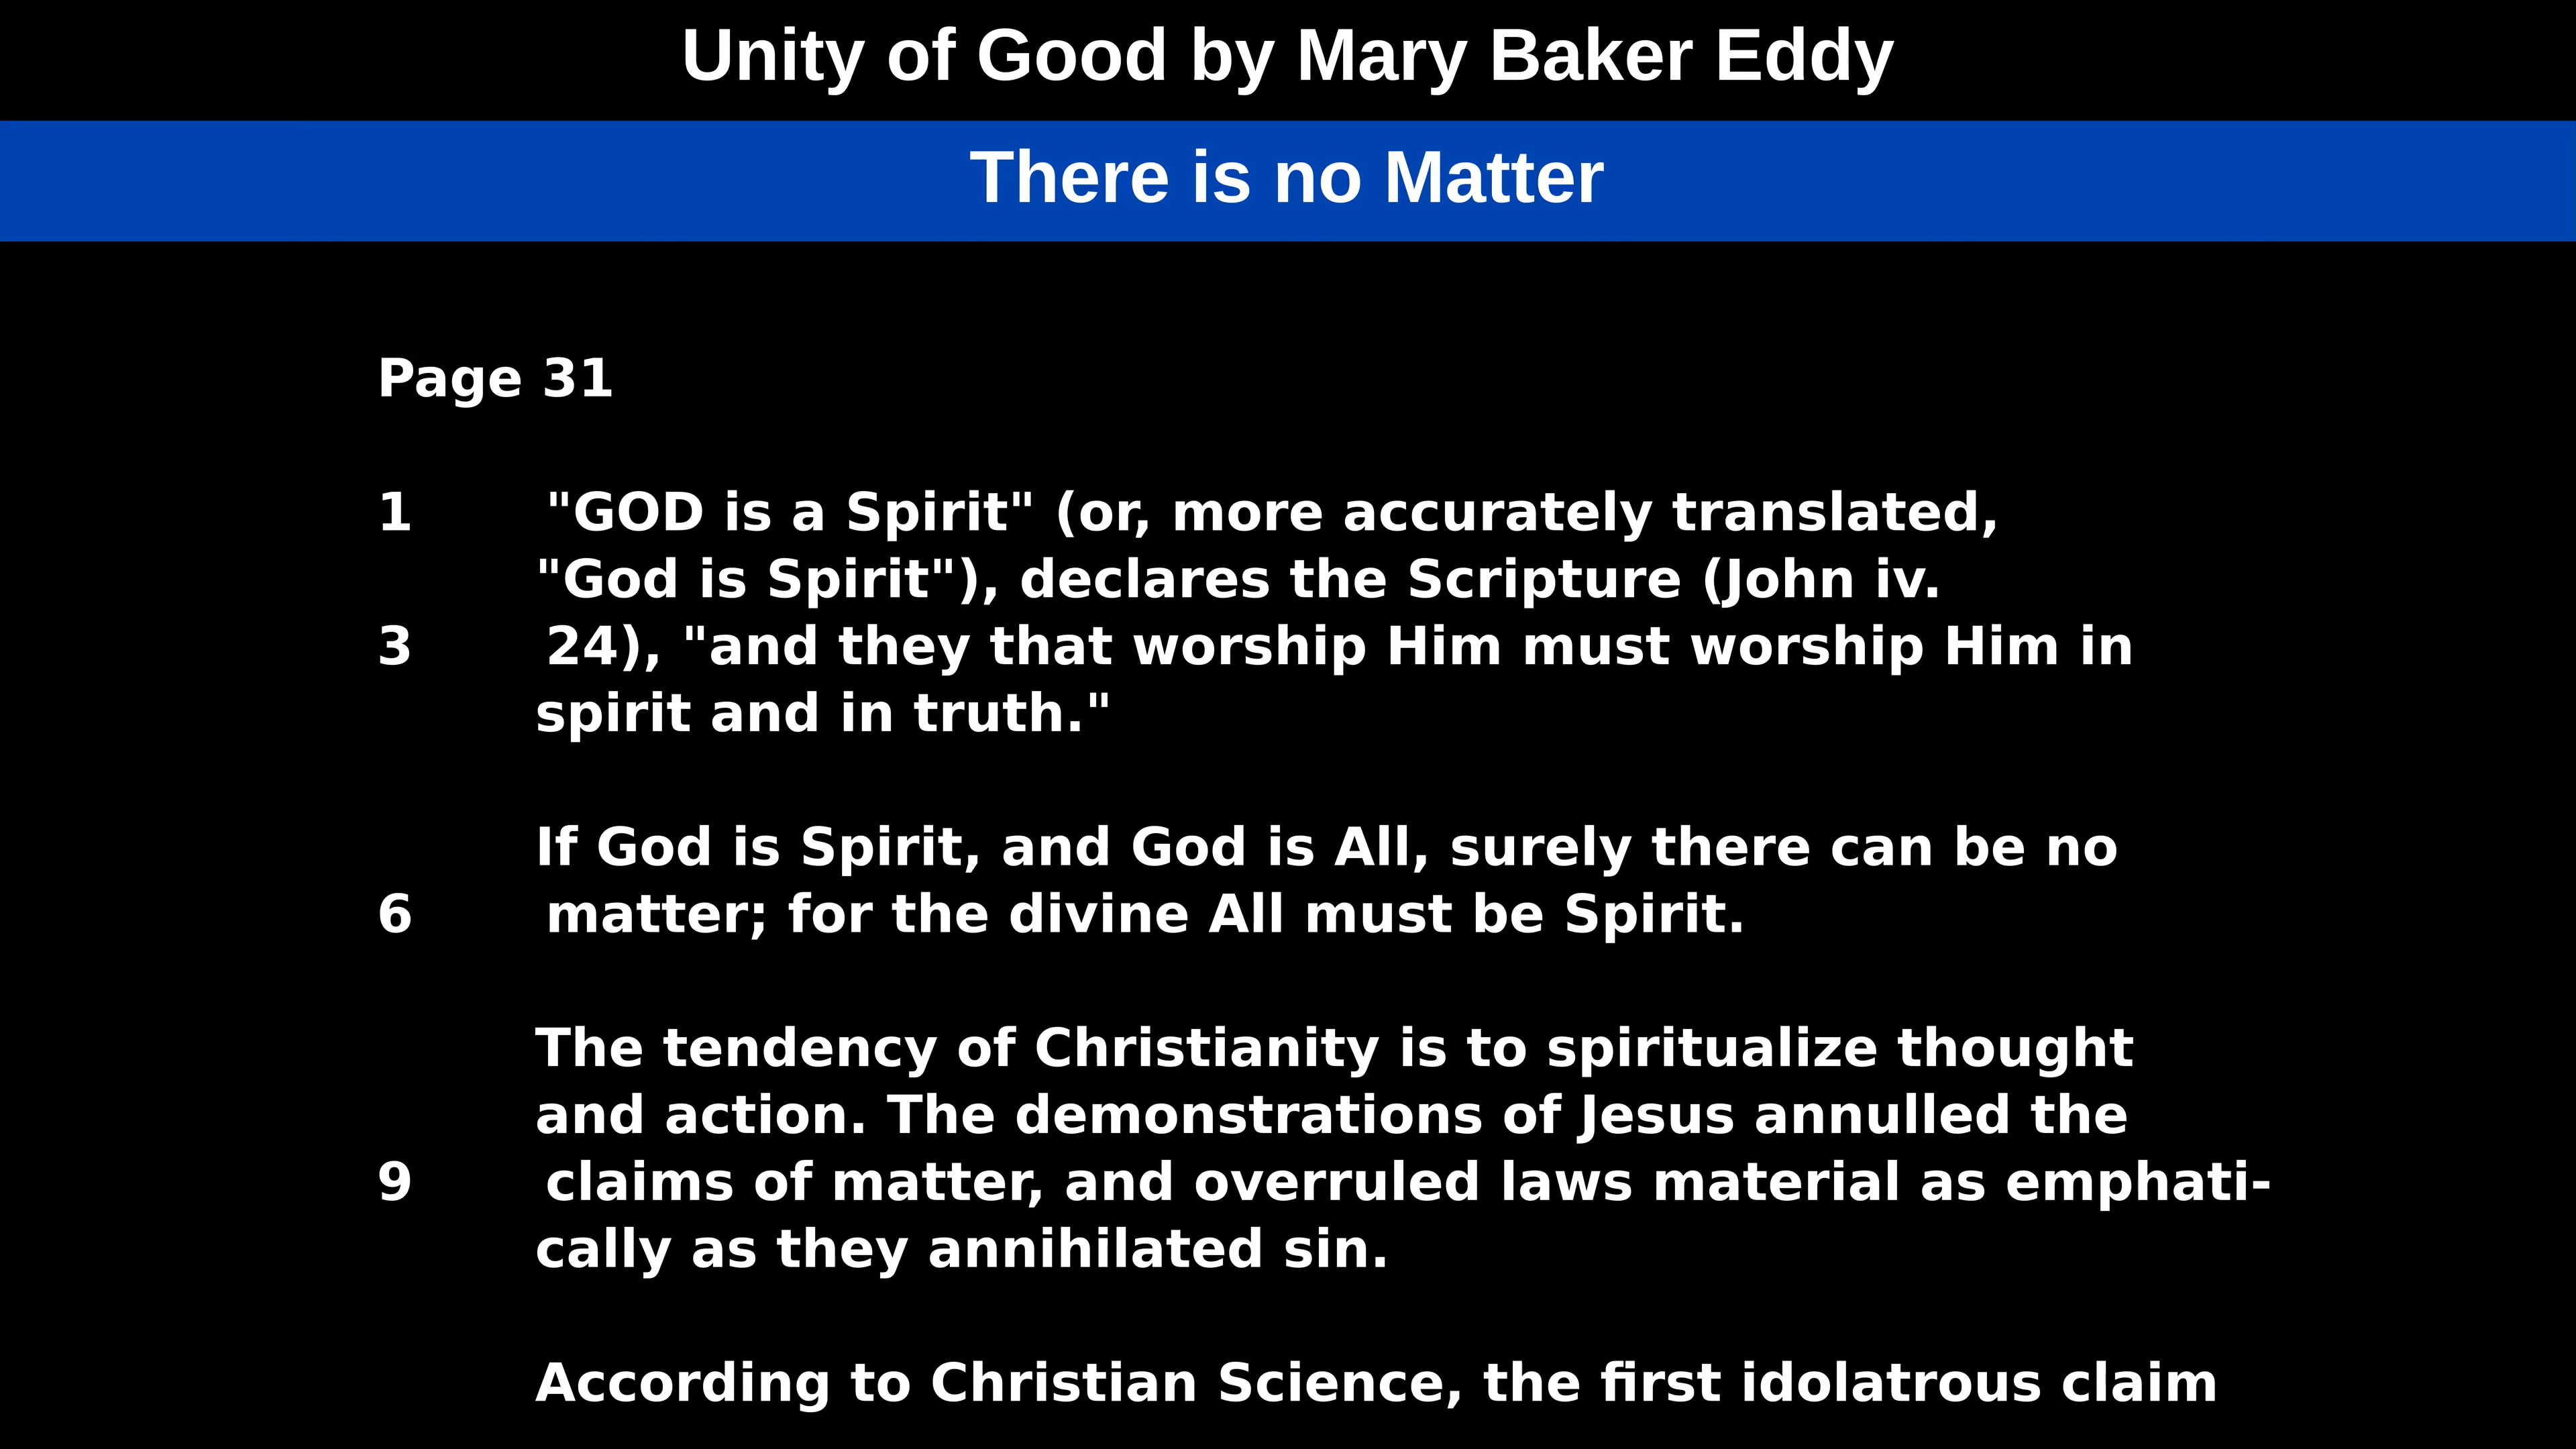 Unity of Good by Mary Baker Eddy
There is no Matter
Page 31
1 "GOD is a Spirit" (or, more accurately translated,
"God is Spirit"), declares the Scripture (John iv.
3 24), "and they that worship Him must worship Him in
spirit and in truth."
If God is Spirit, and God is All, surely there can be no
6 matter; for the divine All must be Spirit.
The tendency of Christianity is to spiritualize thought
and action. The demonstrations of Jesus annulled the
9 claims of matter, and overruled laws material as emphati-
cally as they annihilated sin.
According to Christian Science, the first idolatrous claim